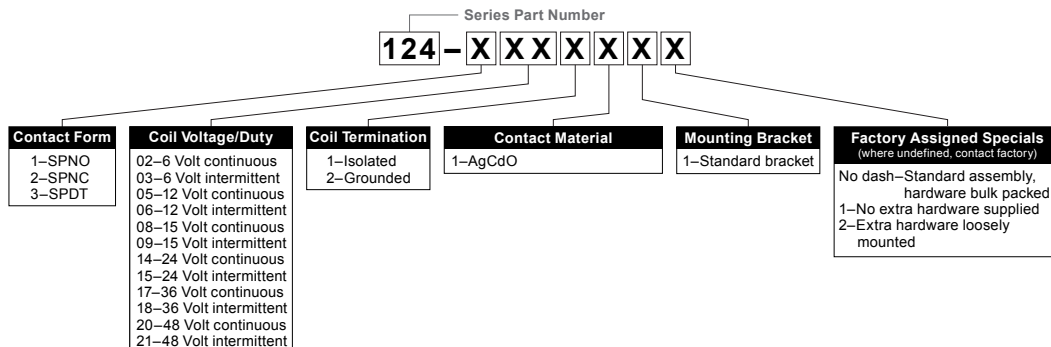 Series Part Number
124 – X X X X X X X
Contact Form
1–SPNO
2–SPNC
3–SPDT
Coil Voltage/Duty
02–6 Volt continuous
03–6 Volt intermittent
05–12 Volt continuous
06–12 Volt intermittent
08–15 Volt continuous
09–15 Volt intermittent
14–24 Volt continuous
15–24 Volt intermittent
17–36 Volt continuous
18–36 Volt intermittent
20–48 Volt continuous
21–48 Volt intermittent
Coil Termination
1–Isolated
2–Grounded
Contact Material
1–AgCdO
Mounting Bracket
1–Standard bracket
Factory Assigned Specials
(where undefined, contact factory)
No dash–Standard assembly,
hardware bulk packed
1–No extra hardware supplied
2–Extra hardware loosely
mounted